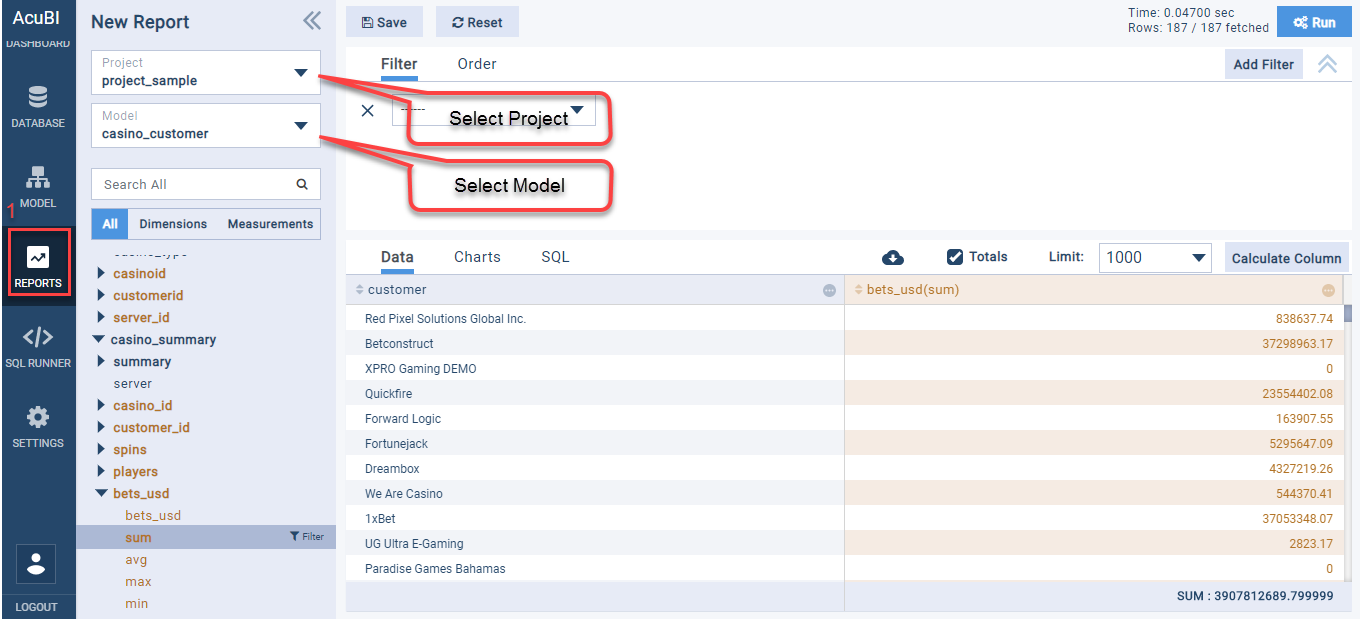 AcuBI
DASHBOARD
DATABASE
1
MODEL
REPORTS
SQL RUNNER
SETTINGS
LOGOUT
New Report
Project
project_sample
Model
casino_customer
Search All
All Dimensions Measurements
casino_type
casinoid
customerid
server_id
casino_summary
summary
server
casino_id
customer_id
spins
players
bets_usd
bets_usd
sum Filter
avg
max
min
Save Reset
Time: 0.04700 sec
Rows: 187 / 187 fetched
Run
Filter Order Add Filter
------
Select Project
Select Model
Data Charts SQL Totals Limit: 1000 Calculate Column
customer bets_usd(sum)
Red Pixel Solutions Global Inc. 838637.74
Betconstruct 37298963.17
XPRO Gaming DEMO 0
Quickfire 23554402.08
Forward Logic 163907.55
Fortunejack 5295647.09
Dreambox 4327219.26
We Are Casino 544370.41
1xBet 37053348.07
UG Ultra E-Gaming 2823.17
Paradise Games Bahamas 0
SUM : 3907812689.799999